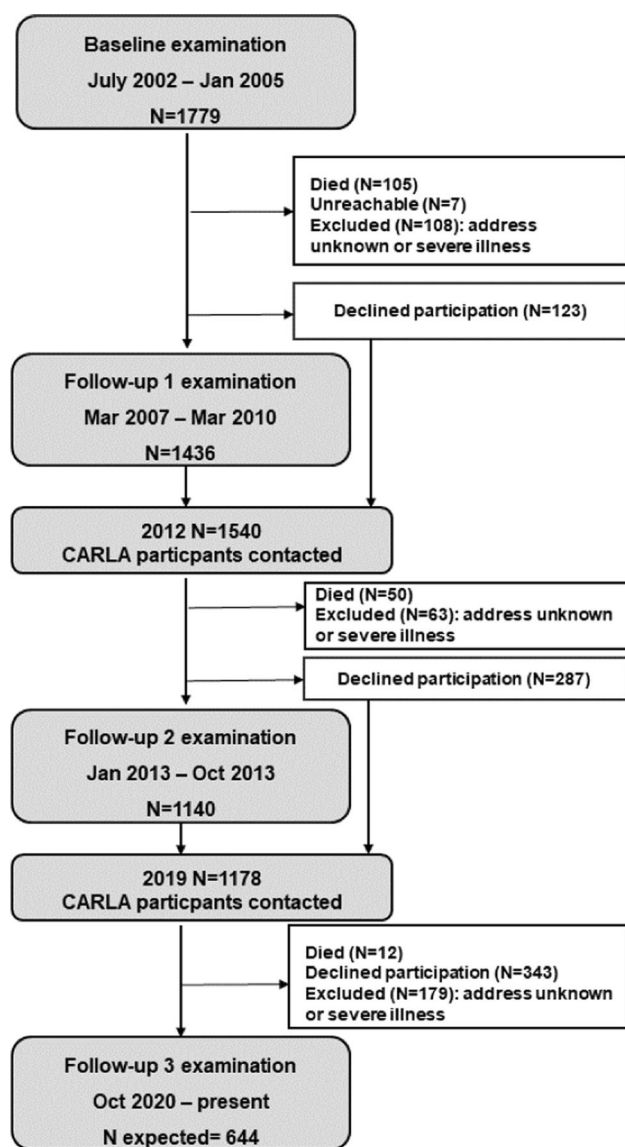 Baseline examination
July 2002 – Jan 2005
N=1779
Died (N=105)
Unreachable (N=7)
Excluded (N=108): address
unknown or severe illness
Declined participation (N=123)
Follow-up 1 examination
Mar 2007 – Mar 2010
N=1436
2012 N=1540
CARLA particpants contacted
Died (N=50)
Excluded (N=63): address unknown
or severe illness
Declined participation (N=287)
Follow-up 2 examination
Jan 2013 – Oct 2013
N=1140
2019 N=1178
CARLA particpants contacted
Died (N=12)
Declined participation (N=343)
Excluded (N=179): address unknown
or severe illness
Follow-up 3 examination
Oct 2020 – present
N expected= 644